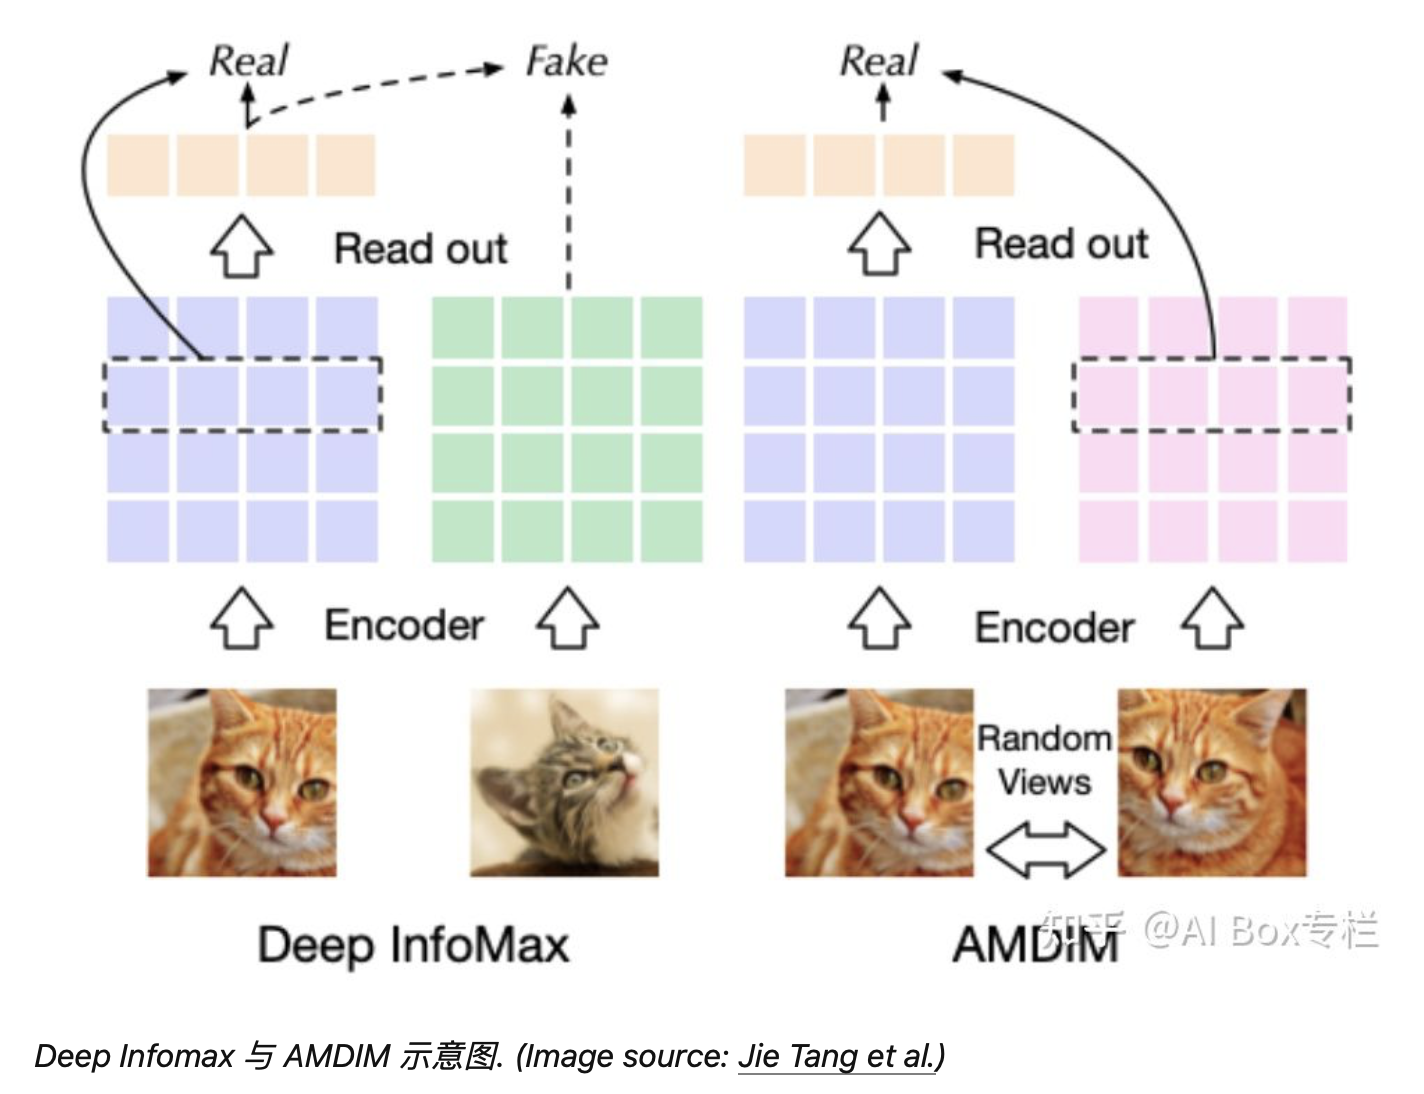 Real
Fake
Real
Read out
Read out
Encoder
Encoder
Random
Views
Deep InfoMax
AMDIM
知乎 @AI Box专栏
Deep Infomax 与 AMDIM 示意图. (Image source: Jie Tang et al.)